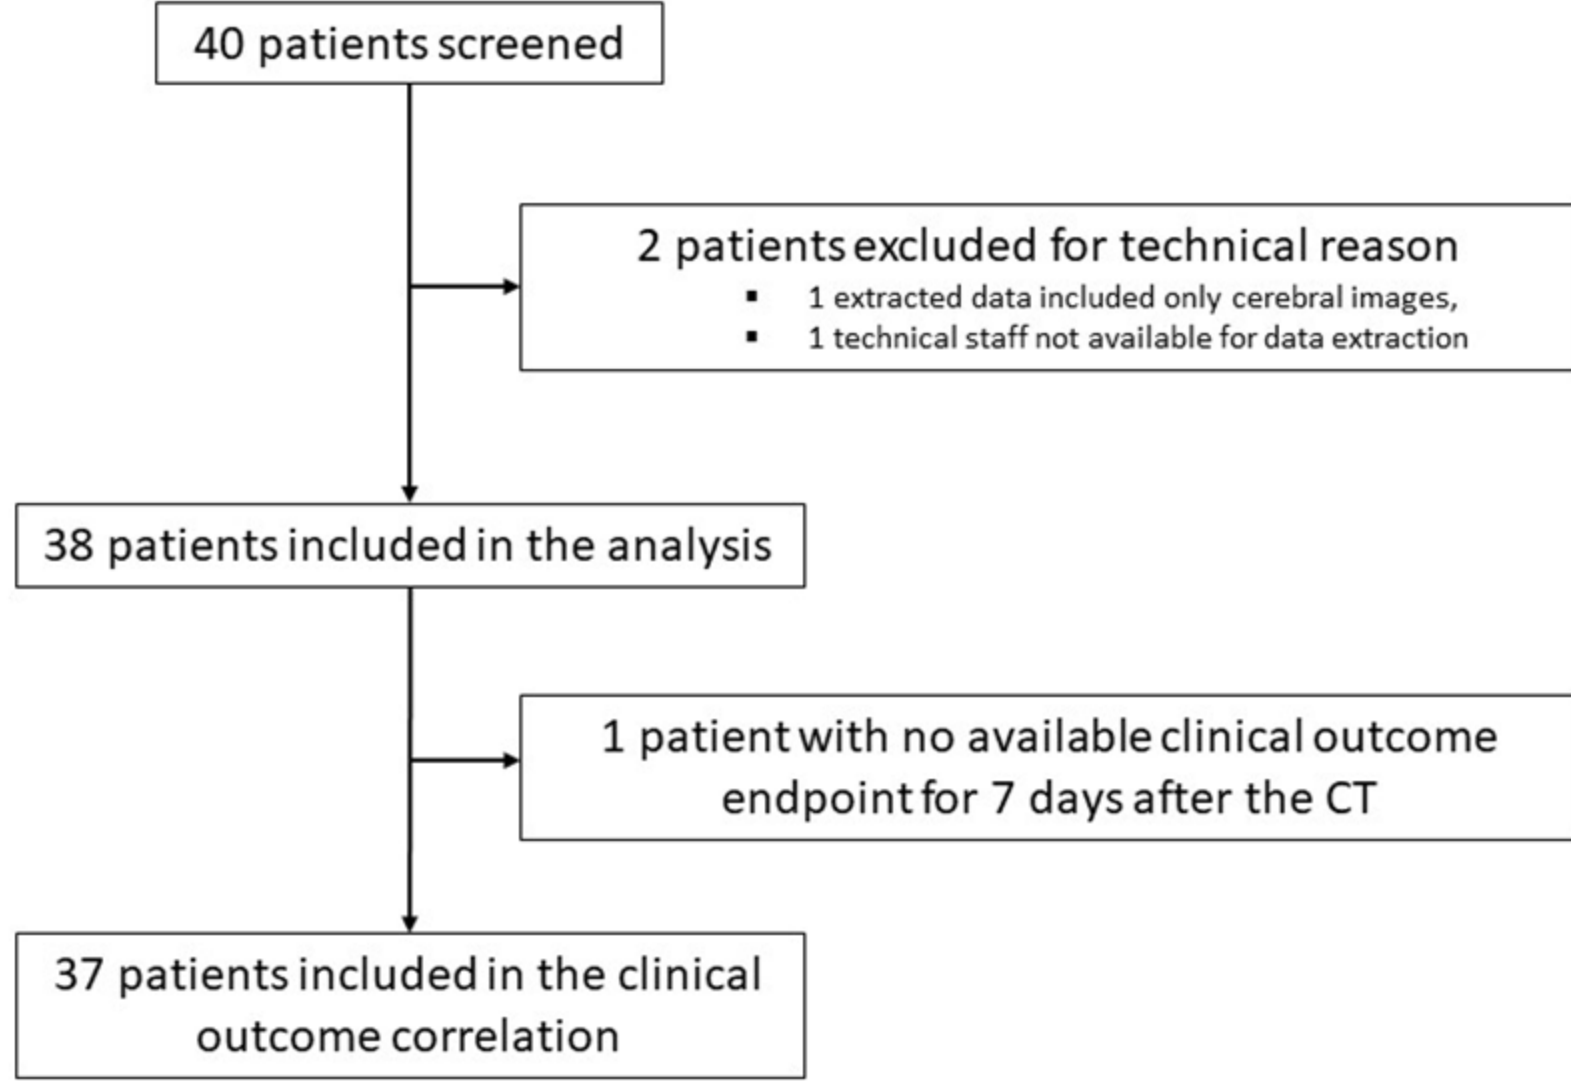 40 patients screened
2 patients excluded for technical reason
▪ 1 extracted data included only cerebral images,
▪ 1 technical staff not available for data extraction
38 patients included in the analysis
1 patient with no available clinical outcome
endpoint for 7 days after the CT
37 patients included in the clinical
outcome correlation